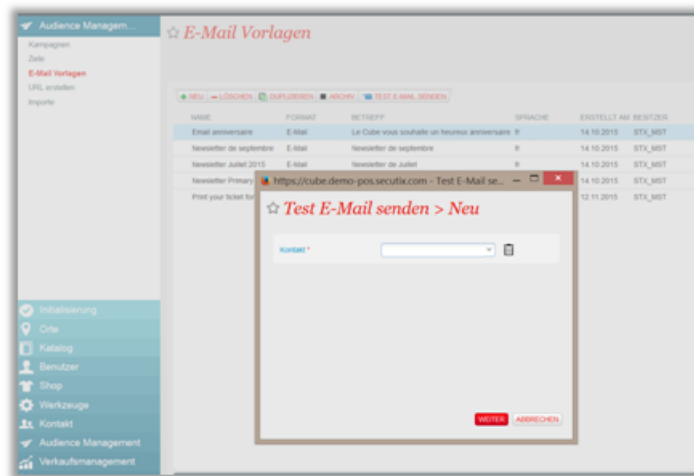 Audience Managem...
Kampagnen
Ziele
E-Mail Vorlagen
URL erstellen
Importe
E-Mail Vorlagen
NEU LÖSCHEN DUPLIZIEREN ARCHIV TEST E-MAIL SENDEN
NAME FORMAT BETREFF SPRACHE ERSTELLT AM BESITZER
Email anniversaire E-Mail Le Cube vous souhaite un heureux anniversaire fr 14.10.2015 STX_MST
Newsletter de septembre E-Mail Newsletter de septembre fr 14.10.2015 STX_MST
Newsletter Juillet 2015 E-Mail Newsletter de Juillet fr 14.10.2015 STX_MST
Newsletter Primary 14.10.2015 STX_MST
Print your ticket for 12.11.2015 STX_MST
https://cube.demo-pos.secutix.com - Test E-Mail se...
Test E-Mail senden > Neu
Kontakt *
WEITER ABBRECHEN
Initialisierung
Orte
Katalog
Benutzer
Shop
Werkzeuge
Kontakt
Audience Management
Verkaufsmanagement